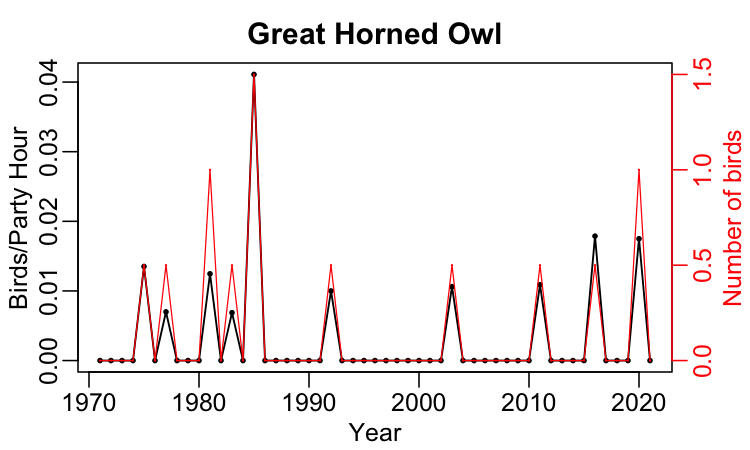 Great Horned Owl
Birds/Party Hour
0.04
0.03
0.02
0.01
0.00
1.5
1.0
0.5
0.0
Number of birds
1970 1980 1990 2000 2010 2020
Year